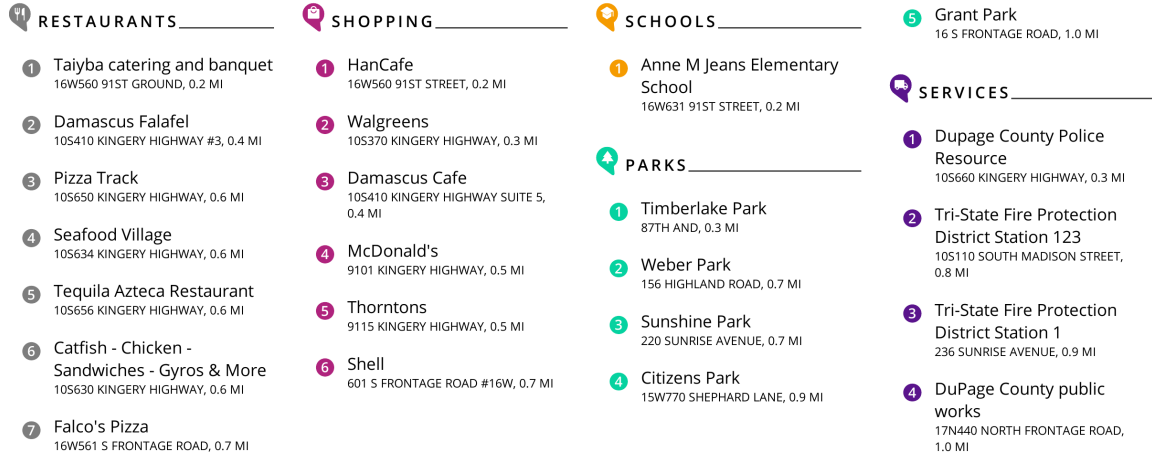 RESTAURANTS
1
Taiyba catering and banquet
16W560 91ST GROUND, 0.2 MI
2
Damascus Falafel
10S410 KINGERY HIGHWAY #3, 0.4 MI
3
Pizza Track
10S650 KINGERY HIGHWAY, 0.6 MI
4
Seafood Village
10S634 KINGERY HIGHWAY, 0.6 MI
5
Tequila Azteca Restaurant
10S656 KINGERY HIGHWAY, 0.6 MI
6
Catfish - Chicken -
Sandwiches - Gyros & More
10S630 KINGERY HIGHWAY, 0.6 MI
7
Falco's Pizza
16W561 S FRONTAGE ROAD, 0.7 MI
SHOPPING
1
HanCafe
16W560 91ST STREET, 0.2 MI
2
Walgreens
10S370 KINGERY HIGHWAY, 0.3 MI
3
Damascus Cafe
10S410 KINGERY HIGHWAY SUITE 5,
0.4 MI
4
McDonald's
9101 KINGERY HIGHWAY, 0.5 MI
5
Thorntons
9115 KINGERY HIGHWAY, 0.5 MI
6
Shell
601 S FRONTAGE ROAD #16W, 0.7 MI
SCHOOLS
1
Anne M Jeans Elementary
School
16W631 91ST STREET, 0.2 MI
PARKS
1
Timberlake Park
87TH AND, 0.3 MI
2
Weber Park
156 HIGHLAND ROAD, 0.7 MI
3
Sunshine Park
220 SUNRISE AVENUE, 0.7 MI
4
Citizens Park
15W770 SHEPHARD LANE, 0.9 MI
5
Grant Park
16 S FRONTAGE ROAD, 1.0 MI
SERVICES
1
Dupage County Police
Resource
10S660 KINGERY HIGHWAY, 0.3 MI
2
Tri-State Fire Protection
District Station 123
10S110 SOUTH MADISON STREET,
0.8 MI
3
Tri-State Fire Protection
District Station 1
236 SUNRISE AVENUE, 0.9 MI
4
DuPage County public
works
17N440 NORTH FRONTAGE ROAD,
1.0 MI